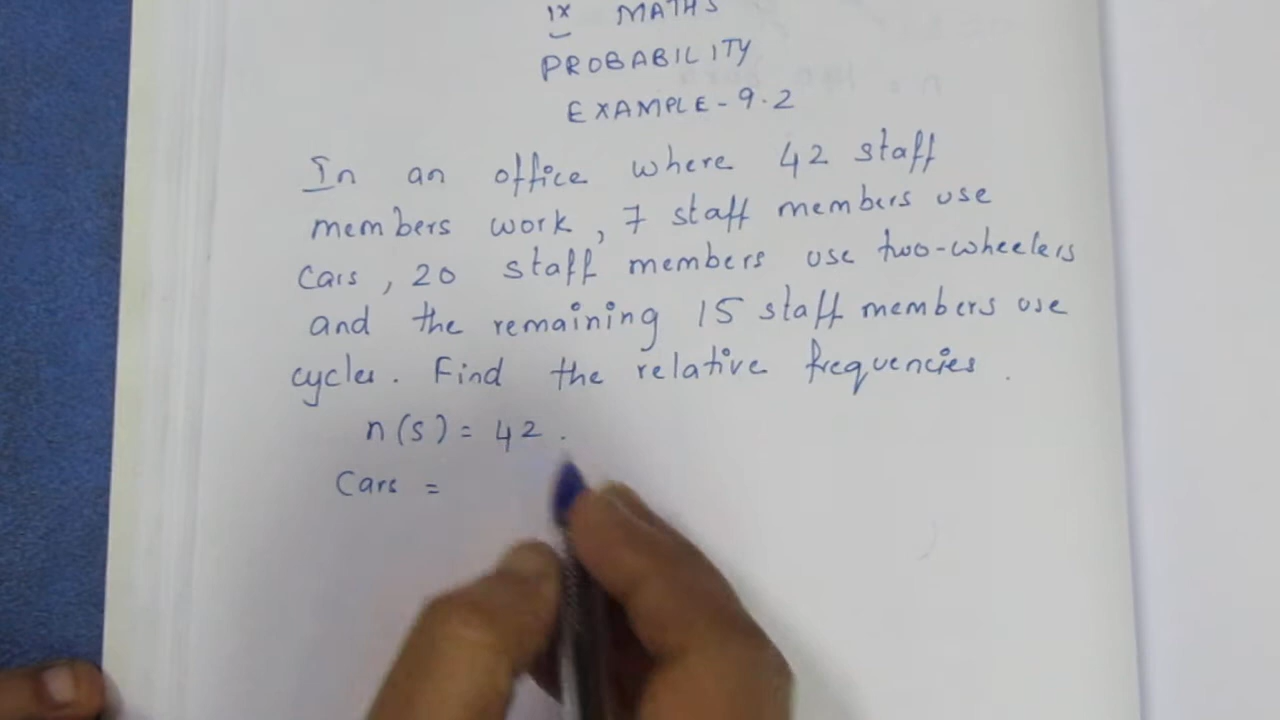 IX MATHS
PROBABILITY
EXAMPLE-9.2
In an office where 42 staff
members work, 7 staff members use
Cars, 20 staff members use two-wheelers
and the remaining 15 staff members use
cycles. Find the relative frequencies.
n(s) = 42.
Cars =